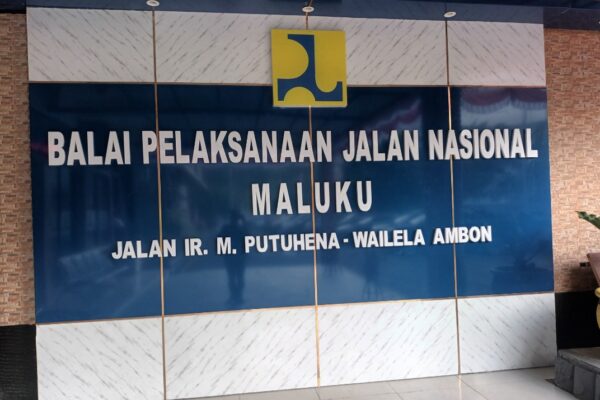 BALAI PELAKSANAAN JALAN NASIONAL
MALUKU
JALAN IR. M. PUTUHENA - WAILELA AMBON